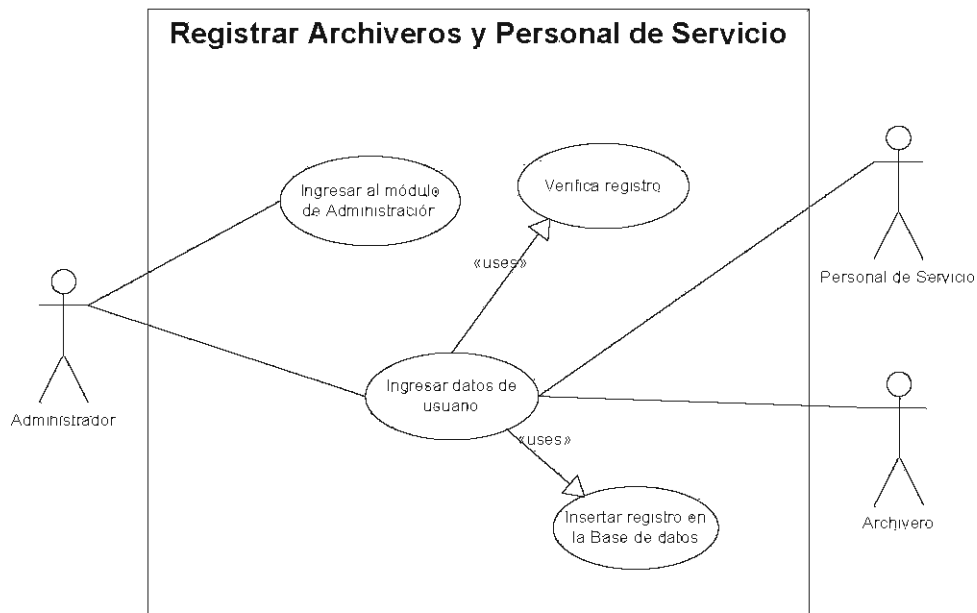 Registrar Archiveros y Personal de Servicio
Ingresar al módulo
de Administración
Verifica registro
«uses»
Personal de Servicio
Administrador
Ingresar datos de
usuano
«uses»
Archivero
Insertar registro en
la Base de datos